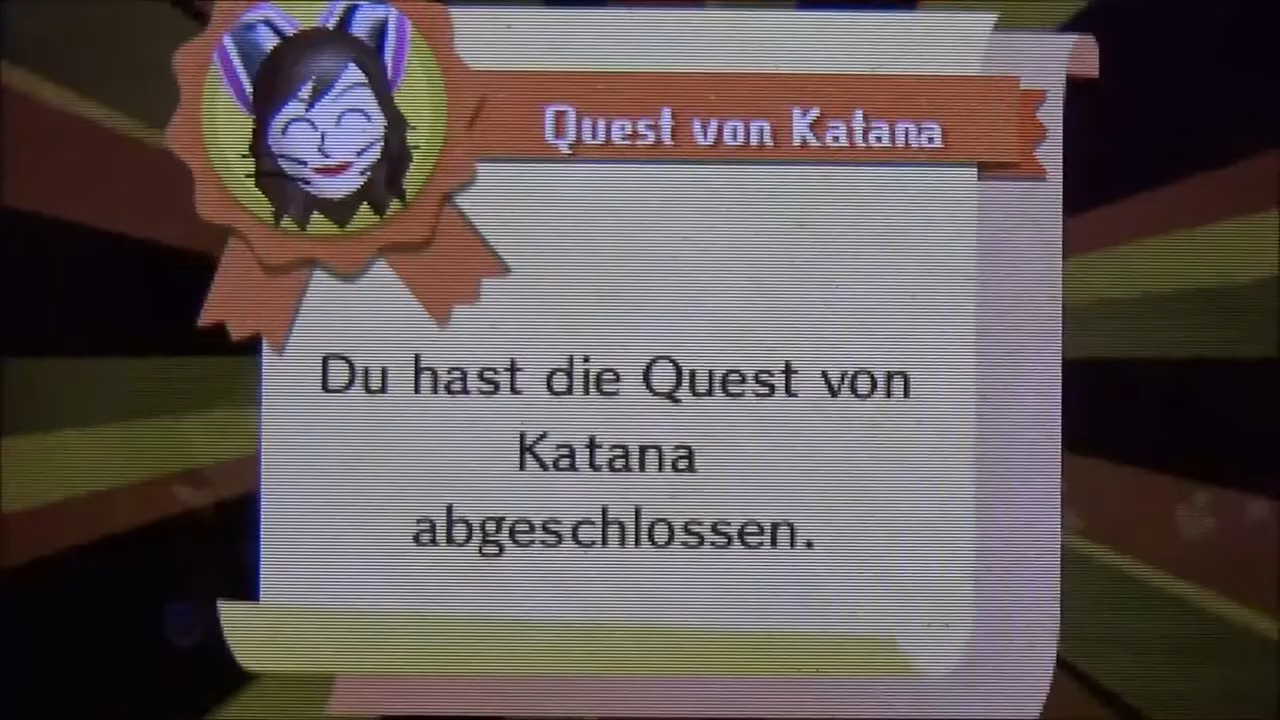 Quest von Katana
Du hast die Quest von
Katana
abgeschlossen.